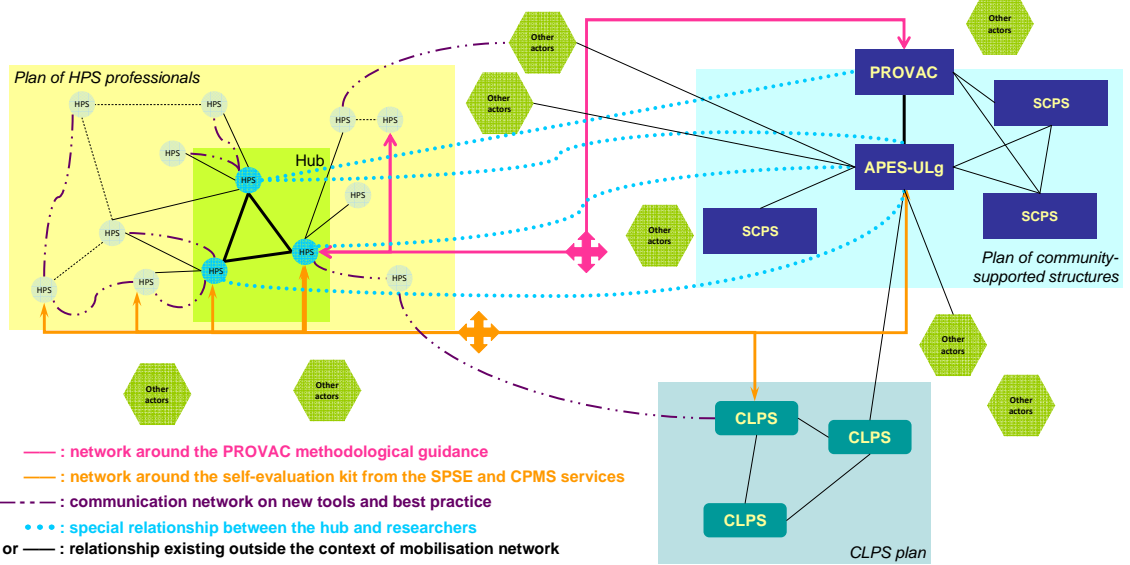 Other
actors
Other
actors
Plan of HPS professionals
PROVAC
HPS
HPS
Other
actors
SCPS
HPS
HPS
Hub
HPS
APES-ULg
HPS
HPS
SCPS
HPS
Other
actors
SCPS
HPS
Plan of community-
supported structures
HPS
HPS
HPS
HPS
Other
actors
Other
actors
Other
actors
Other
actors
CLPS
CLPS
CLPS
CLPS plan
: network around the PROVAC methodological guidance
: network around the self-evaluation kit from the SPSE and CPMS services
: communication network on new tools and best practice
: special relationship between the hub and researchers
or : relationship existing outside the context of mobilisation network